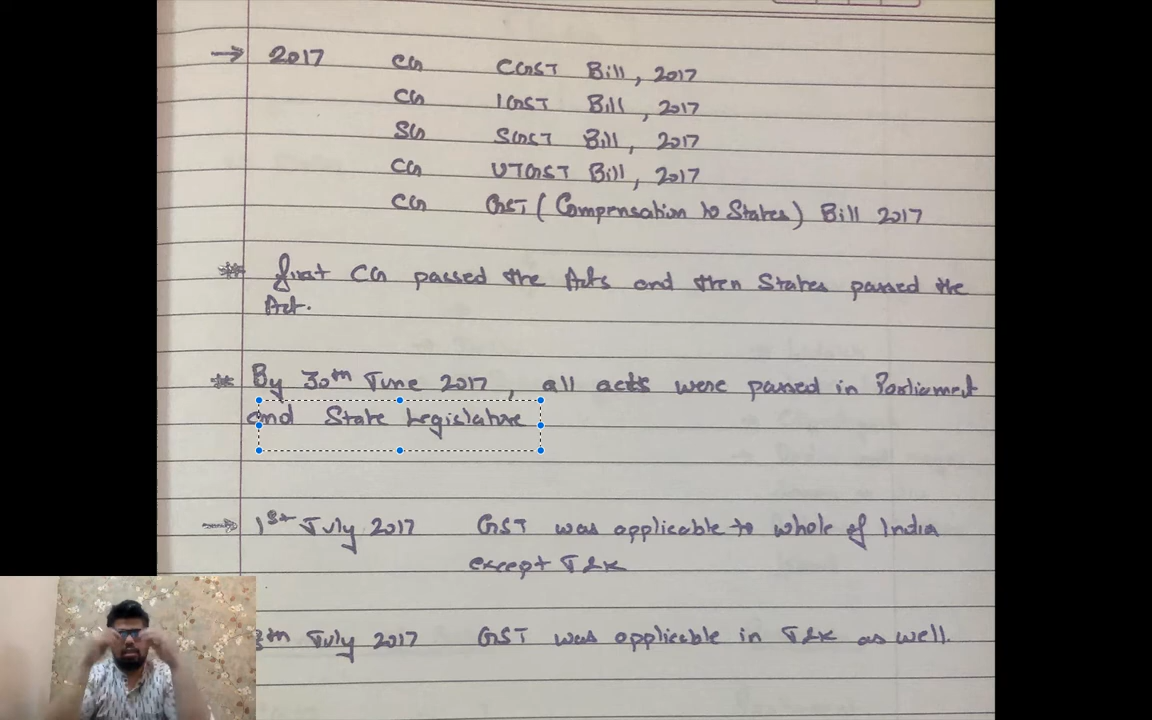 → 2017 CG CGST Bill, 2017
CG IGST Bill, 2017
SG SGST Bill, 2017
CG UTGST Bill, 2017
CG GST (Compensation to States) Bill 2017
* first CG passed the Acts and then States passed the
Act.
* By 30th June 2017, all acts were passed in Parliament
and State Legislature
→ 1st July 2017 GST was applicable to whole of India
except J&K
8th July 2017 GST was applicable in J&K as well.